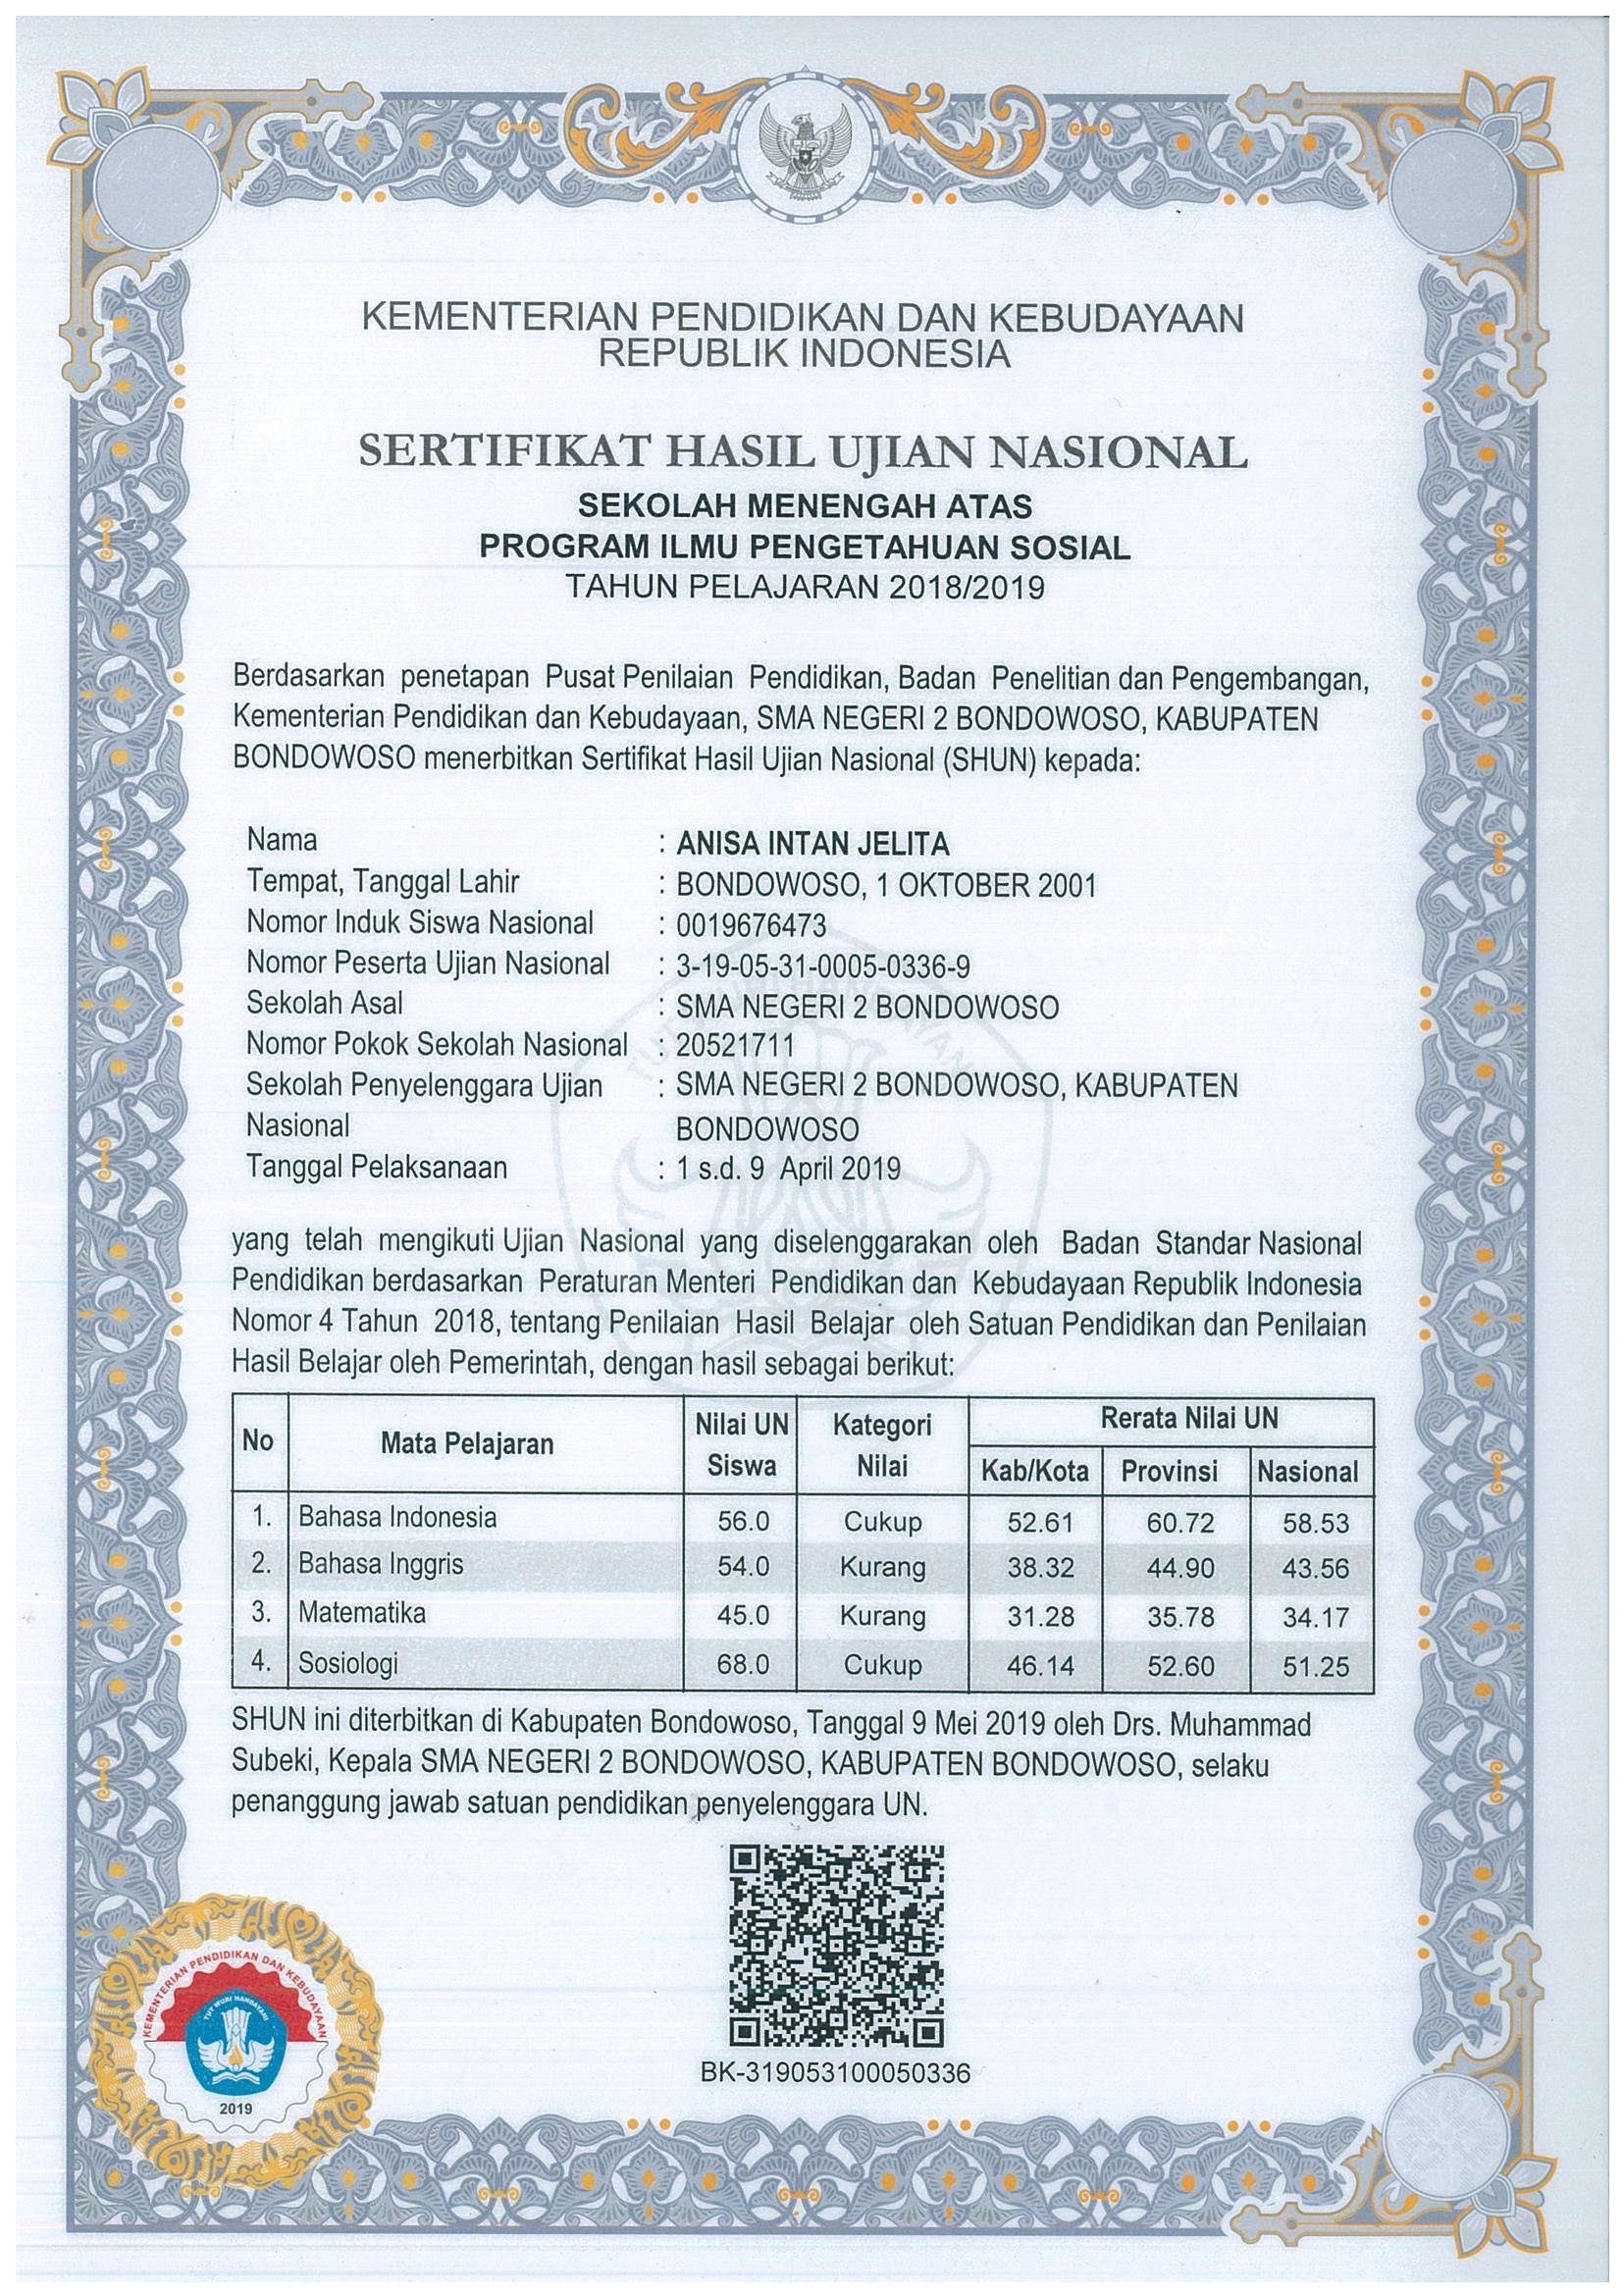 KEMENTERIAN PENDIDIKAN DAN KEBUDAYAAN
REPUBLIK INDONESIA
SERTIFIKAT HASIL UJIAN NASIONAL
SEKOLAH MENENGAH ATAS
PROGRAM ILMU PENGETAHUAN SOSIAL
TAHUN PELAJARAN 2018/2019
Berdasarkan penetapan Pusat Penilaian Pendidikan, Badan Penelitian dan Pengembangan,
Kementerian Pendidikan dan Kebudayaan, SMA NEGERI 2 BONDOWOSO, KABUPATEN
BONDOWOSO menerbitkan Sertifikat Hasil Ujian Nasional (SHUN) kepada:
Nama : ANISA INTAN JELITA
Tempat, Tanggal Lahir : BONDOWOSO, 1 OKTOBER 2001
Nomor Induk Siswa Nasional : 0019676473
Nomor Peserta Ujian Nasional : 3-19-05-31-0005-0336-9
Sekolah Asal : SMA NEGERI 2 BONDOWOSO
Nomor Pokok Sekolah Nasional : 20521711
Sekolah Penyelenggara Ujian : SMA NEGERI 2 BONDOWOSO, KABUPATEN
Nasional BONDOWOSO
Tanggal Pelaksanaan : 1 s.d. 9 April 2019
yang telah mengikuti Ujian Nasional yang diselenggarakan oleh Badan Standar Nasional
Pendidikan berdasarkan Peraturan Menteri Pendidikan dan Kebudayaan Republik Indonesia
Nomor 4 Tahun 2018, tentang Penilaian Hasil Belajar oleh Satuan Pendidikan dan Penilaian
Hasil Belajar oleh Pemerintah, dengan hasil sebagai berikut:
No Mata Pelajaran Nilai UN Siswa Kategori Nilai Rerata Nilai UN
Kab/Kota Provinsi Nasional
1. Bahasa Indonesia 56.0 Cukup 52.61 60.72 58.53
2. Bahasa Inggris 54.0 Kurang 38.32 44.90 43.56
3. Matematika 45.0 Kurang 31.28 35.78 34.17
4. Sosiologi 68.0 Cukup 46.14 52.60 51.25
SHUN ini diterbitkan di Kabupaten Bondowoso, Tanggal 9 Mei 2019 oleh Drs. Muhammad
Subeki, Kepala SMA NEGERI 2 BONDOWOSO, KABUPATEN BONDOWOSO, selaku
penanggung jawab satuan pendidikan penyelenggara UN.
KEMENTERIAN PENDIDIKAN DAN KEBUDAYAAN
TUT WURI HANDAYANI
2019
BK-319053100050336